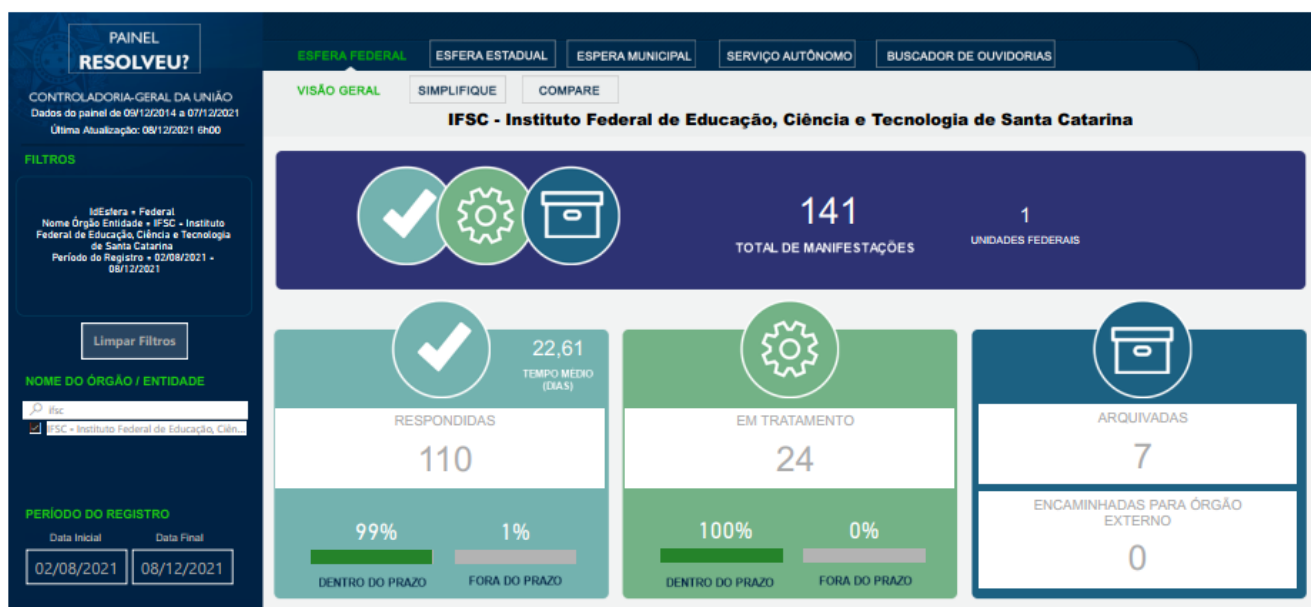 PAINEL
RESOLVEU?
CONTROLADORIA-GERAL DA UNIÃO
Dados do painel de 09/12/2014 a 07/12/2021
Última Atualização: 08/12/2021 6h00
FILTROS
IdEsfera • Federal
Nome Órgão Entidade • IFSC - Instituto
Federal de Educação, Ciência e Tecnologia
de Santa Catarina
Período do Registro • 02/08/2021 -
08/12/2021
Limpar Filtros
NOME DO ÓRGÃO / ENTIDADE
ifsc
IFSC - Instituto Federal de Educação, Ciên...
PERÍODO DO REGISTRO
Data Inicial Data Final
02/08/2021 08/12/2021
ESFERA FEDERAL ESFERA ESTADUAL ESPERA MUNICIPAL SERVIÇO AUTÔNOMO BUSCADOR DE OUVIDORIAS
VISÃO GERAL SIMPLIFIQUE COMPARE
IFSC - Instituto Federal de Educação, Ciência e Tecnologia de Santa Catarina
141
TOTAL DE MANIFESTAÇÕES
1
UNIDADES FEDERAIS
22,61
TEMPO MÉDIO
(DIAS)
RESPONDIDAS
110
99% 1%
DENTRO DO PRAZO FORA DO PRAZO
EM TRATAMENTO
24
100% 0%
DENTRO DO PRAZO FORA DO PRAZO
ARQUIVADAS
7
ENCAMINHADAS PARA ÓRGÃO
EXTERNO
0